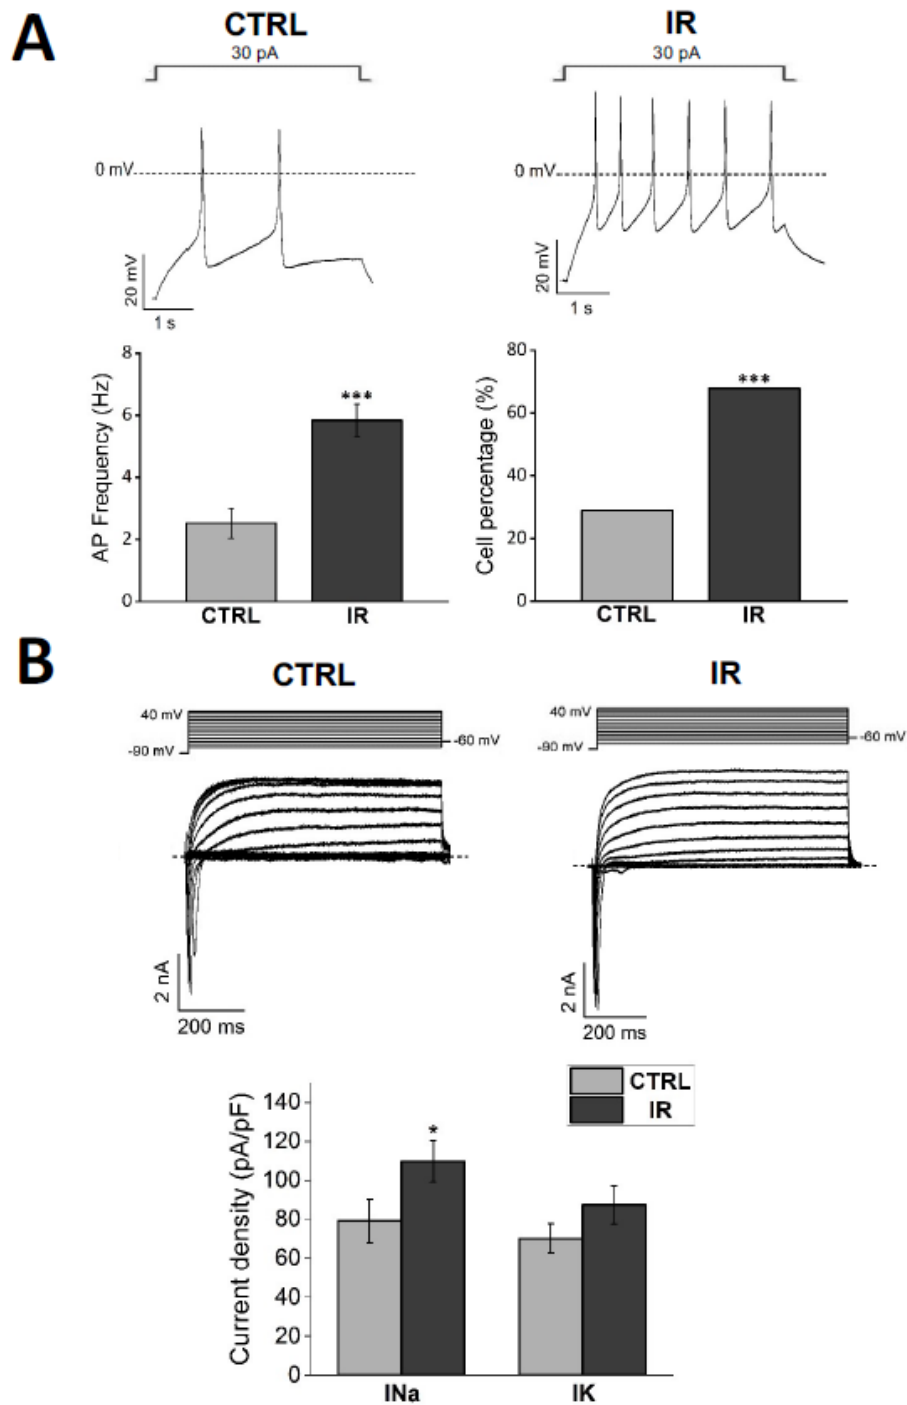 A
CTRL
IR
30 pA
30 pA
0 mV
0 mV
20 mV
1 s
20 mV
1 s
AP Frequency (Hz)
8
6
4
2
0
***
CTRL
IR
Cell percentage (%)
80
60
40
20
0
***
CTRL
IR
B
CTRL
IR
40 mV
-90 mV
-60 mV
40 mV
-90 mV
-60 mV
2 nA
200 ms
2 nA
200 ms
CTRL
IR
Current density (pA/pF)
140
120
100
80
60
40
20
0
*
INa
IK